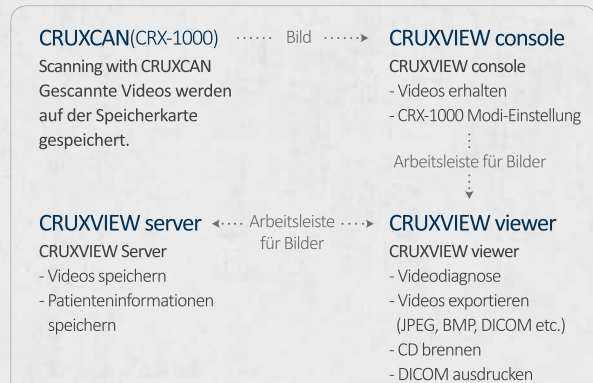 CRUXCAN(CRX-1000)
Scanning with CRUXCAN
Gescannte Videos werden
auf der Speicherkarte
gespeichert.
Bild
CRUXVIEW console
CRUXVIEW console
- Videos erhalten
- CRX-1000 Modi-Einstellung
Arbeitsleiste für Bilder
CRUXVIEW server
CRUXVIEW Server
- Videos speichern
- Patienteninformationen
speichern
Arbeitsleiste
für Bilder
CRUXVIEW viewer
CRUXVIEW viewer
- Videodiagnose
- Videos exportieren
(JPEG, BMP, DICOM etc.)
- CD brennen
- DICOM ausdrucken